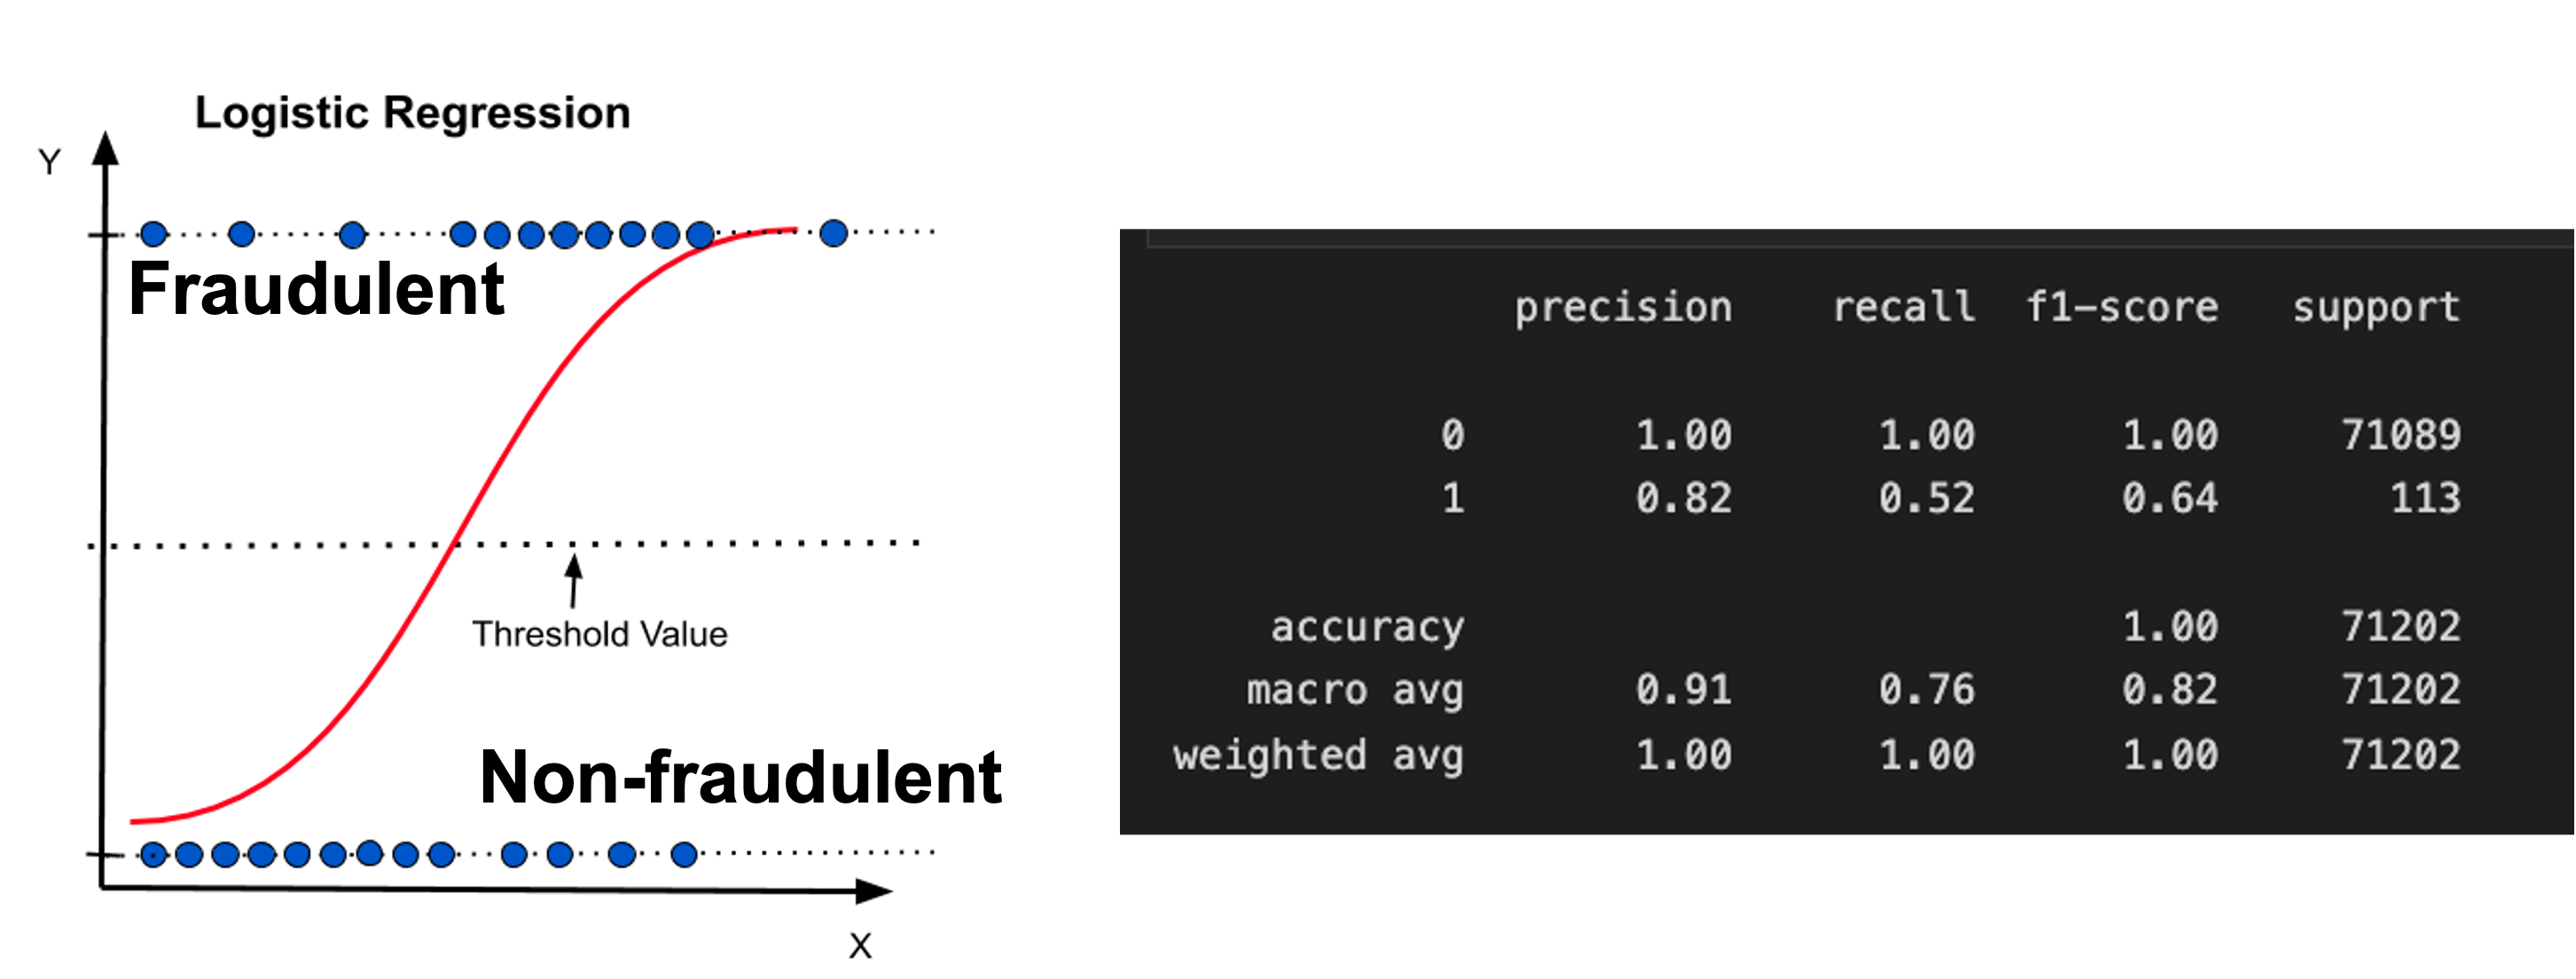 Logistic Regression
Y
Fraudulent
Threshold Value
Non-fraudulent
X
precision recall f1-score support
0 1.00 1.00 1.00 71089
1 0.82 0.52 0.64 113
accuracy 1.00 71202
macro avg 0.91 0.76 0.82 71202
weighted avg 1.00 1.00 1.00 71202